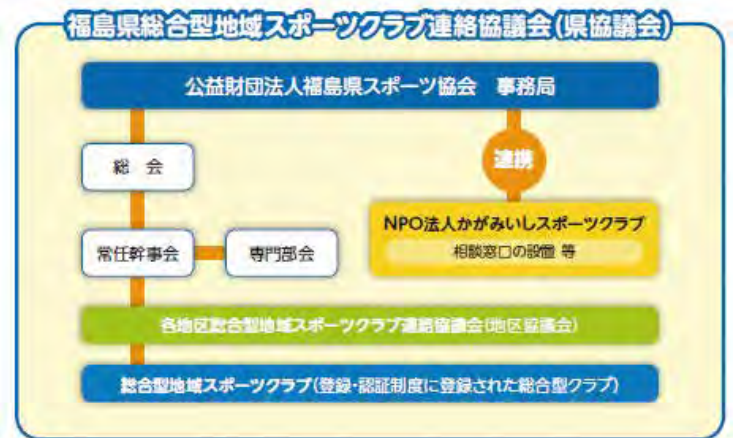 福島県総合型地域スポーツクラブ連絡協議会(県協議会)
公益財団法人福島県スポーツ協会 事務局
総 会
連携
NPO法人かがみいしスポーツクラブ
相談窓口の設置 等
常任幹事会
専門部会
各地区総合型地域スポーツクラブ連絡協議会(地区協議会)
総合型地域スポーツクラブ(登録・認証制度に登録された総合型クラブ)